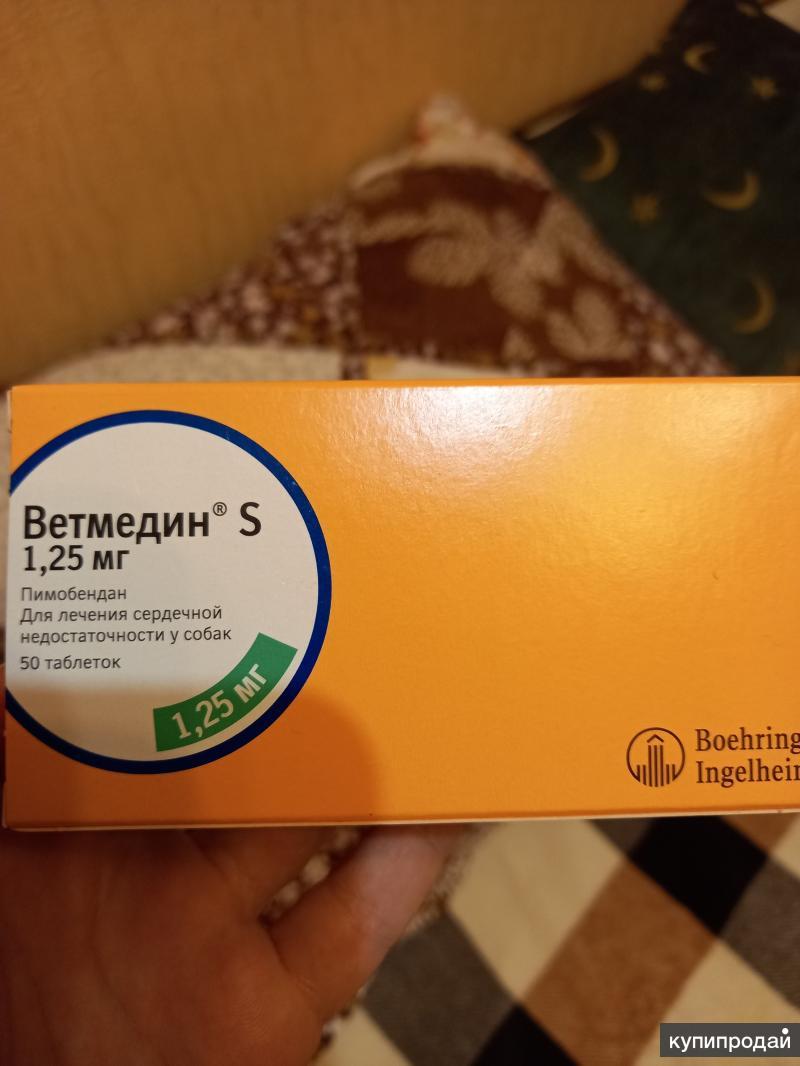 Ветмедин® S
1,25 мг
Пимобендан
Для лечения сердечной
недостаточности у собак
50 таблеток
1,25 мг
Boehring
Ingelhei
купипродай